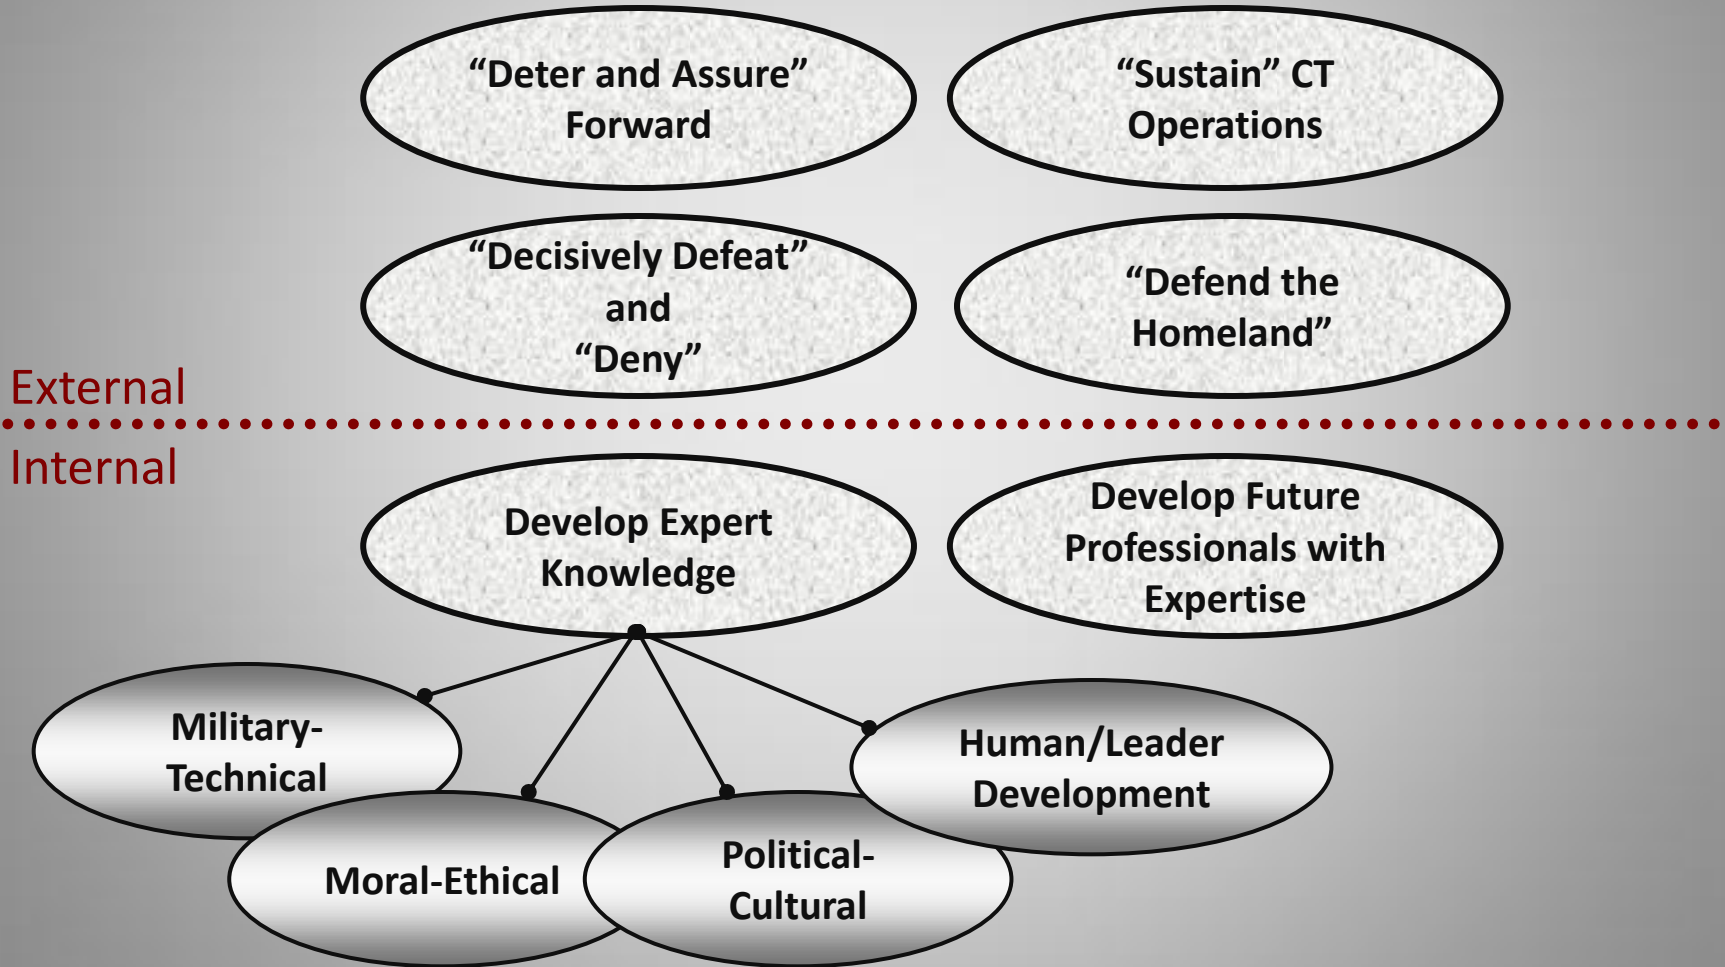 “Deter and Assure”
Forward
“Sustain” CT
Operations
“Decisively Defeat”
and
“Deny”
“Defend the
Homeland”
External
Internal
Develop Expert
Knowledge
Develop Future
Professionals with
Expertise
Military-
Technical
Human/Leader
Development
Moral-Ethical
Political-
Cultural